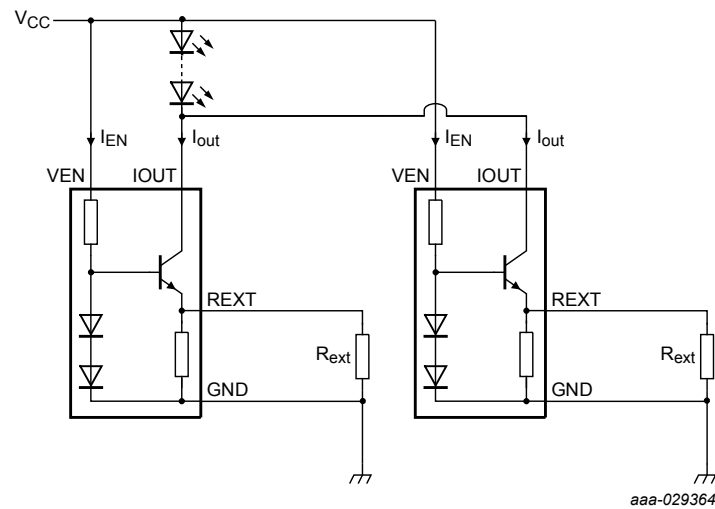 VCC
IEN
Iout
IEN
Iout
VEN
IOUT
VEN
IOUT
REXT
REXT
Rext
Rext
GND
GND
aaa-029364